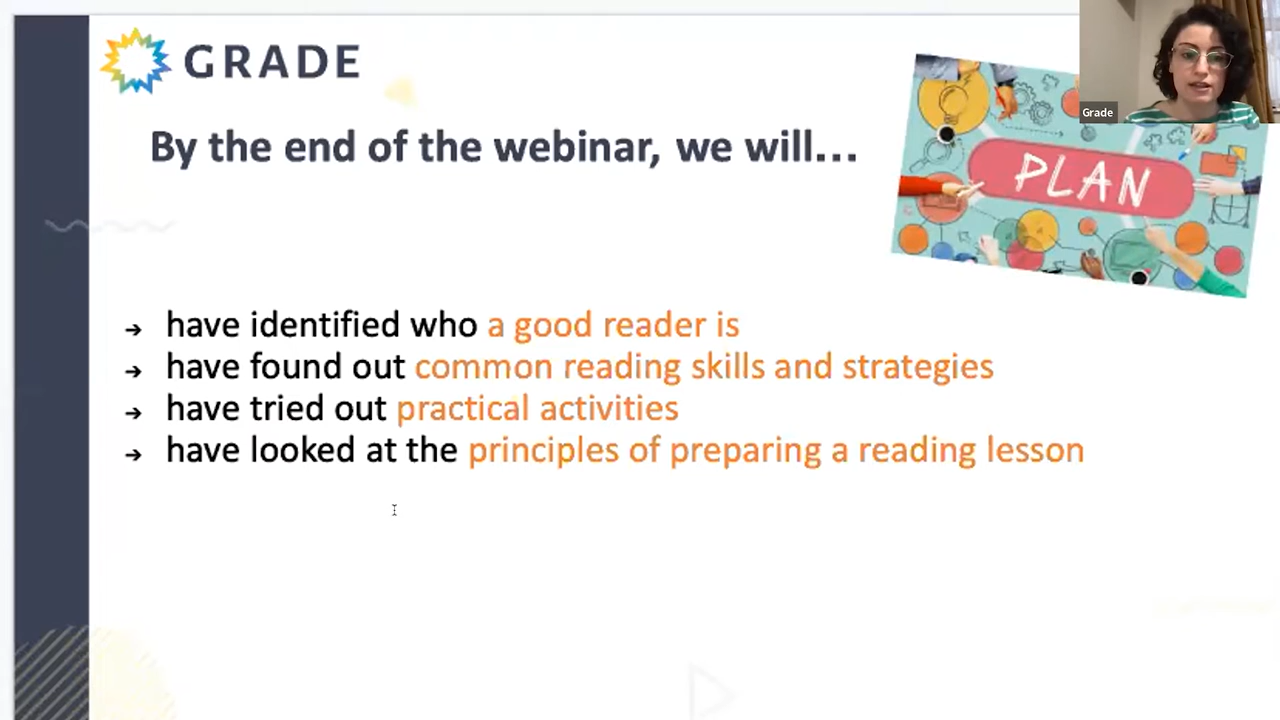 GRADE
By the end of the webinar, we will...
PLAN
Grade
→ have identified who a good reader is
→ have found out common reading skills and strategies
→ have tried out practical activities
→ have looked at the principles of preparing a reading lesson